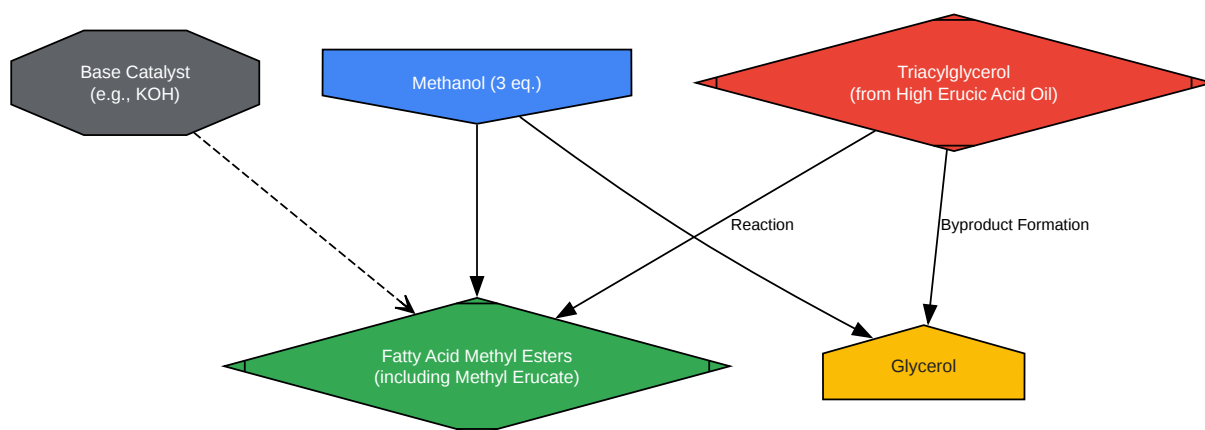 Base Catalyst
(e.g., KOH)
Methanol (3 eq.)
Triacylglycerol
(from High Erucic Acid Oil)
Reaction
Byproduct Formation
Fatty Acid Methyl Esters
(including Methyl Erucate)
Glycerol